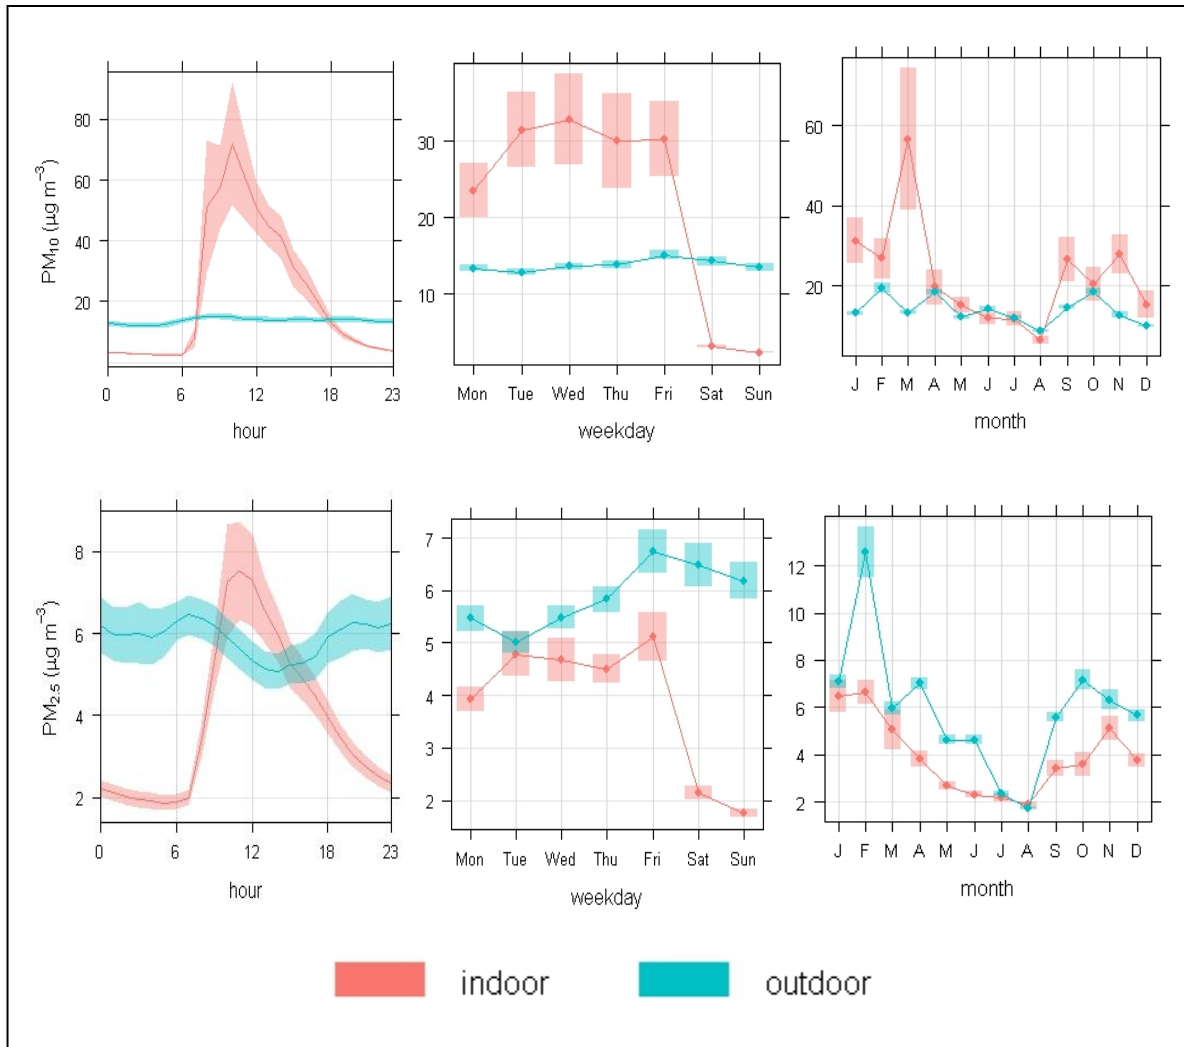 PM10 (µg m−3)
80
60
40
20
0 6 12 18 23
hour
30
20
10
Mon Tue Wed Thu Fri Sat Sun
weekday
60
40
20
J F M A M J J A S O N D
month
PM2.5 (µg m−3)
8
6
4
2
0 6 12 18 23
hour
7
6
5
4
3
2
Mon Tue Wed Thu Fri Sat Sun
weekday
12
10
8
6
4
2
J F M A M J J A S O N D
month
indoor outdoor